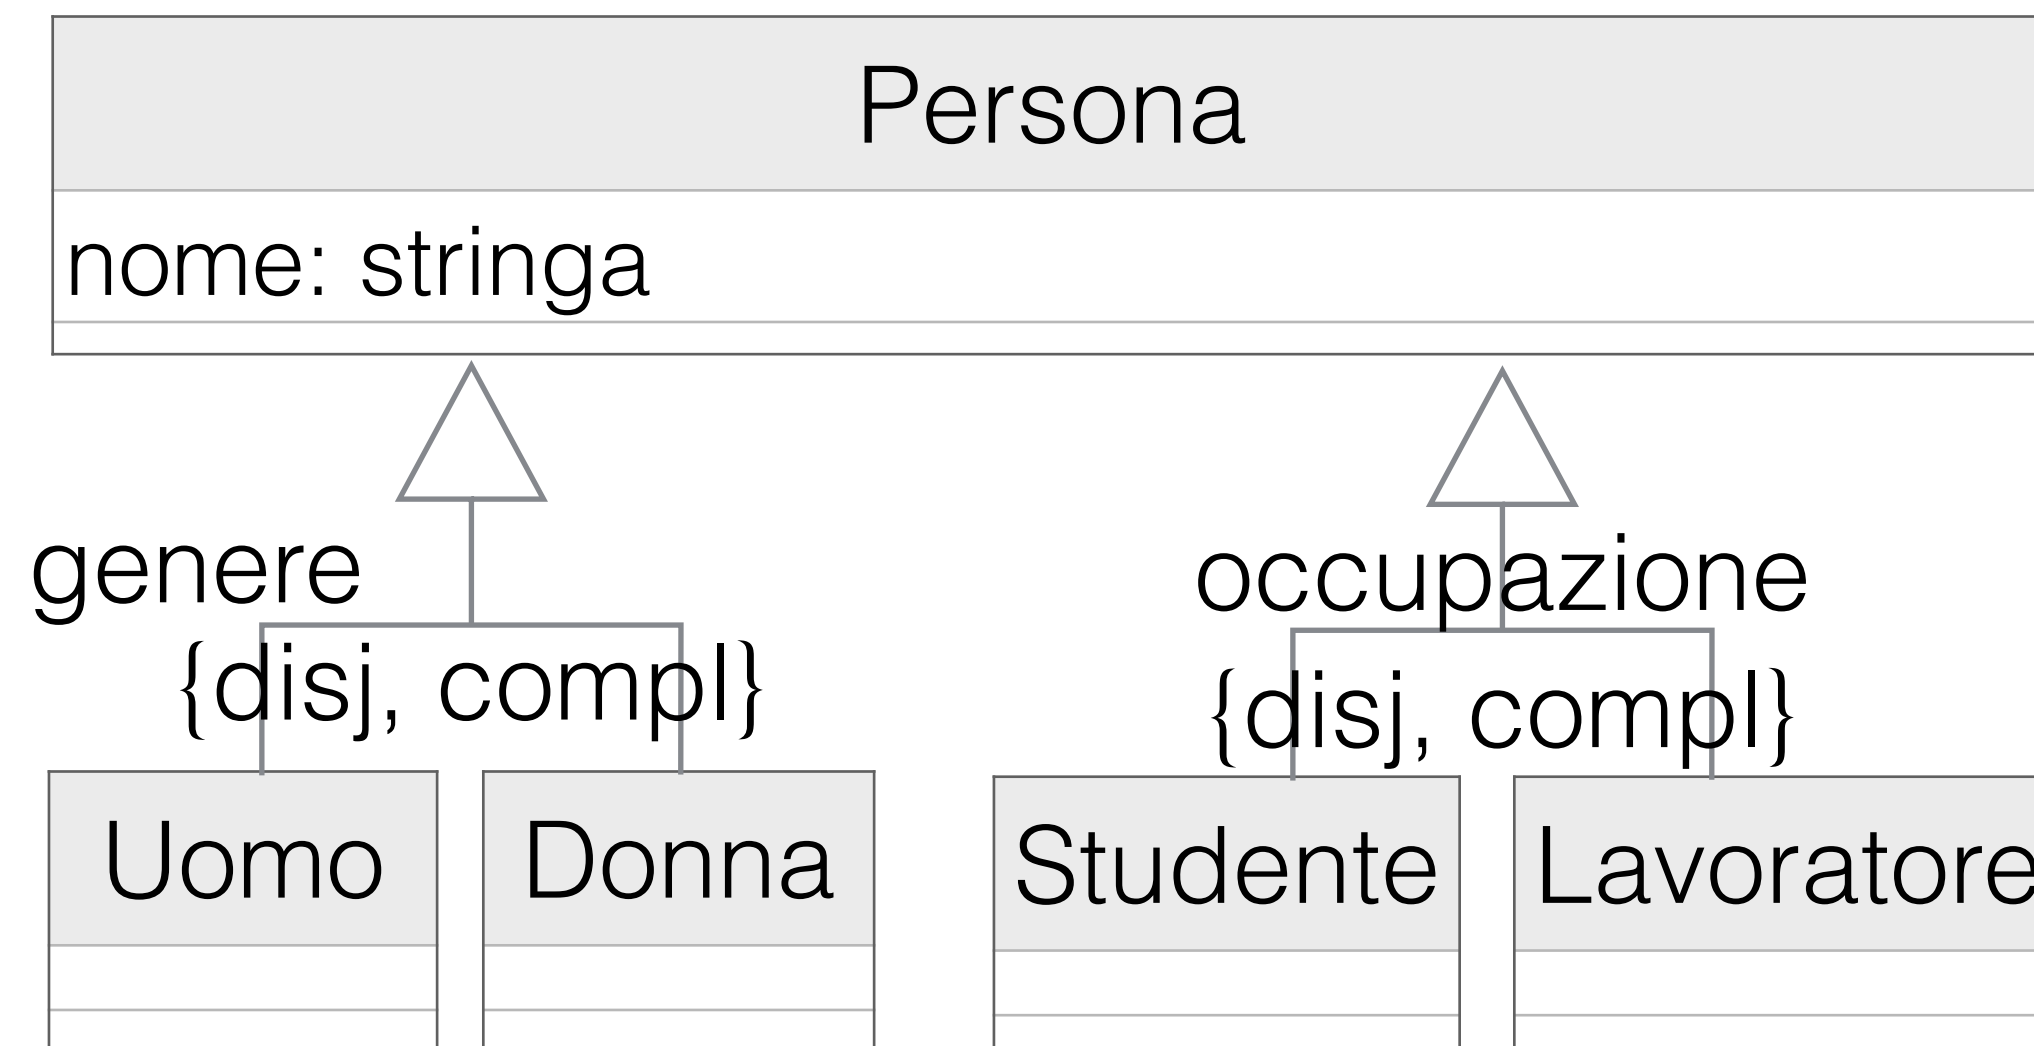 Persona
nome: stringa
genere
{disj, compl}
occupazione
{disj, compl}
Uomo
Donna
Studente
Lavoratore